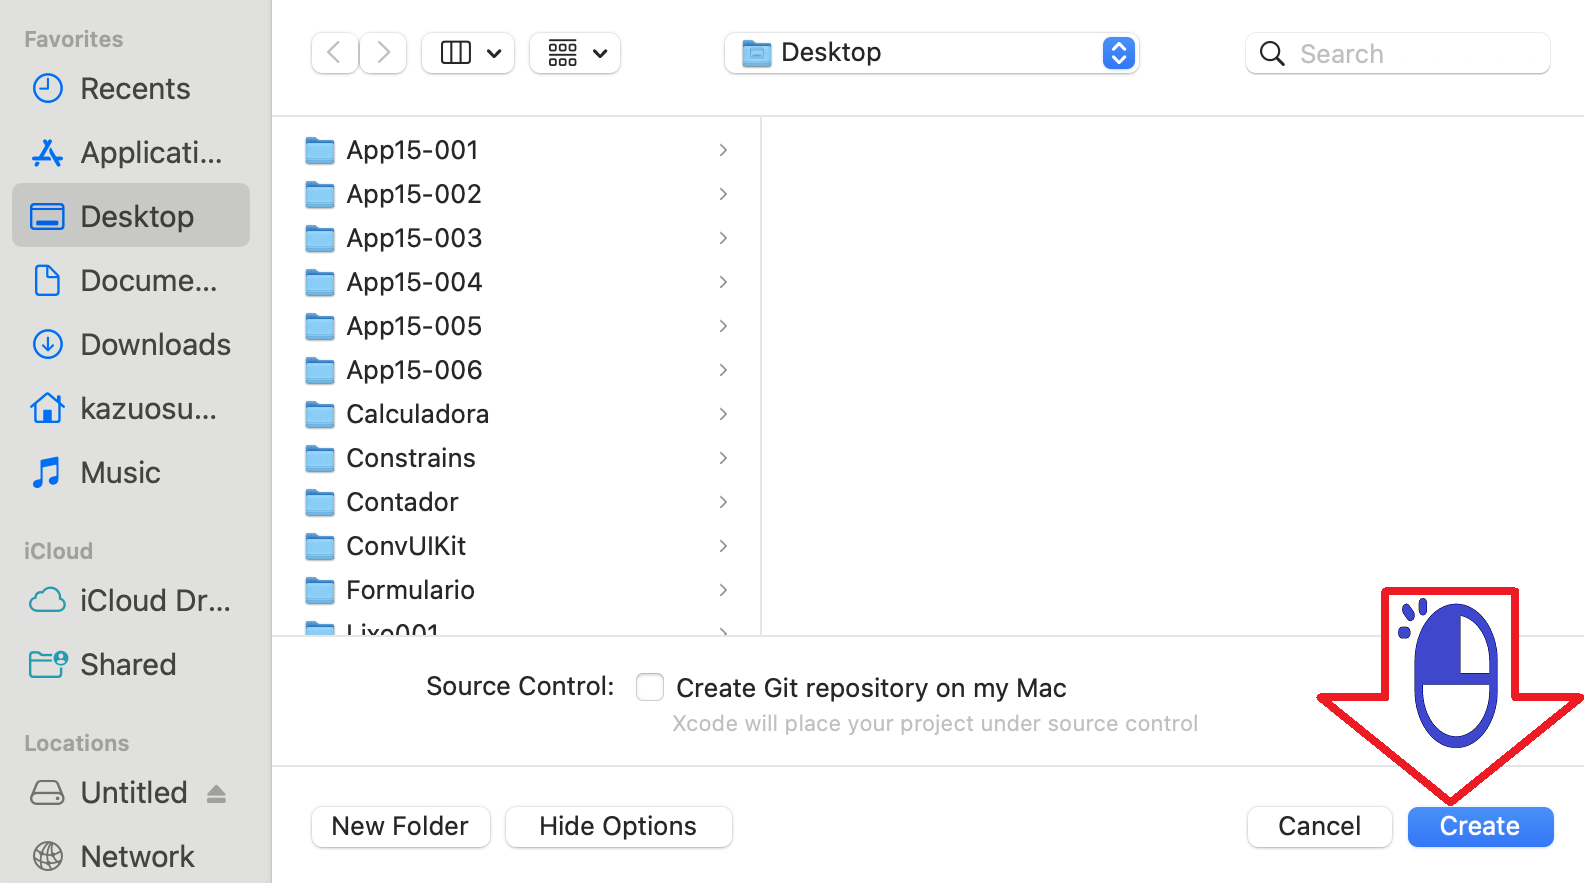 Favorites
Recents
Applicati...
Desktop
Docume...
Downloads
kazuosu...
Music
iCloud
iCloud Dr...
Shared
Locations
Untitled
Network
Desktop
Search
App15-001
App15-002
App15-003
App15-004
App15-005
App15-006
Calculadora
Constrains
Contador
ConvUIKit
Formulario
Lixo001
Source Control: Create Git repository on my Mac
Xcode will place your project under source control
New Folder Hide Options Cancel Create